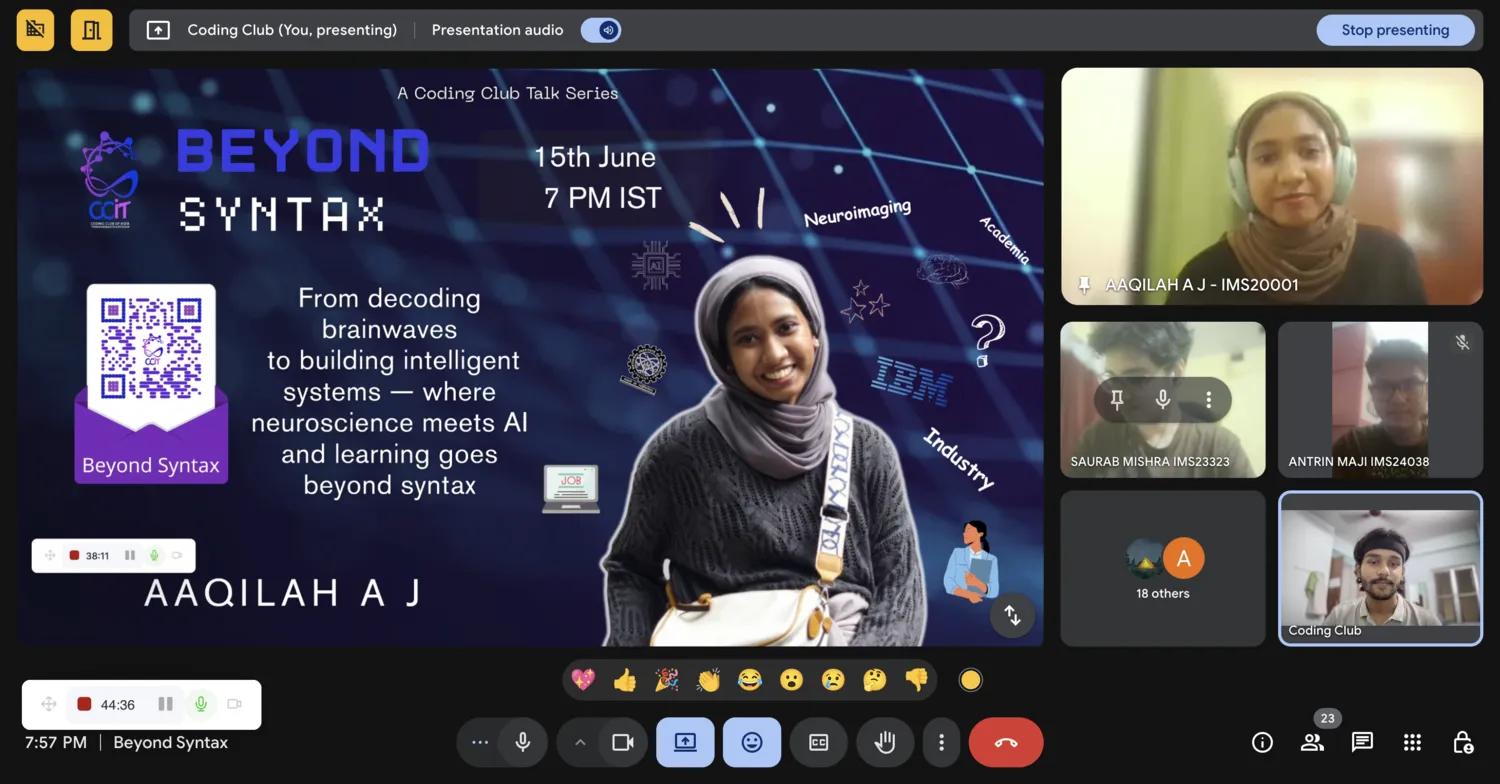 Coding Club (You, presenting)
Presentation audio
Stop presenting
A Coding Club Talk Series
BEYOND
SYNTAX
CCIT
15th June
7 PM IST
Neuroimaging
Academia
AI
From decoding
brainwaves
to building intelligent
systems — where
neuroscience meets AI
and learning goes
beyond syntax
IBM
Industry
JOB
CCIT
Beyond Syntax
38:11
AAQILAH A J
AAQILAH A J - IMS20001
SAURAB MISHRA IMS23323
ANTRIN MAJI IMS24038
A
18 others
Coding Club
44:36
7:57 PM | Beyond Syntax
CC
23